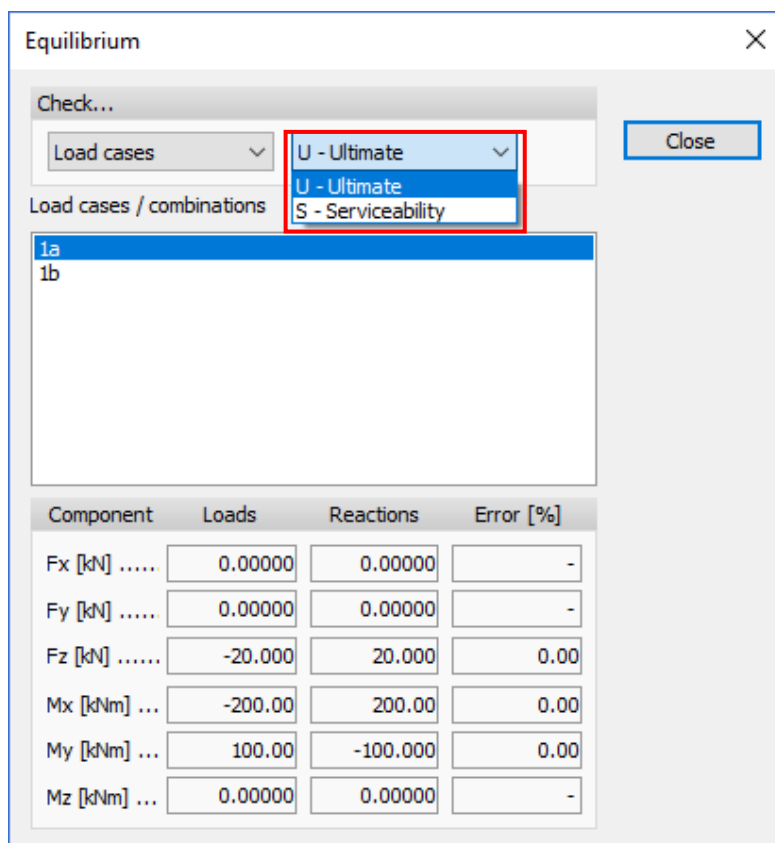 Equilibrium
Check...
Load cases U - Ultimate Close
U - Ultimate
Load cases / combinations S - Serviceability
1a
1b
Component Loads Reactions Error [%]
Fx [kN] ...... 0.00000 0.00000 -
Fy [kN] ...... 0.00000 0.00000 -
Fz [kN] ...... -20.000 20.000 0.00
Mx [kNm] ... -200.00 200.00 0.00
My [kNm] ... 100.00 -100.000 0.00
Mz [kNm] ... 0.00000 0.00000 -